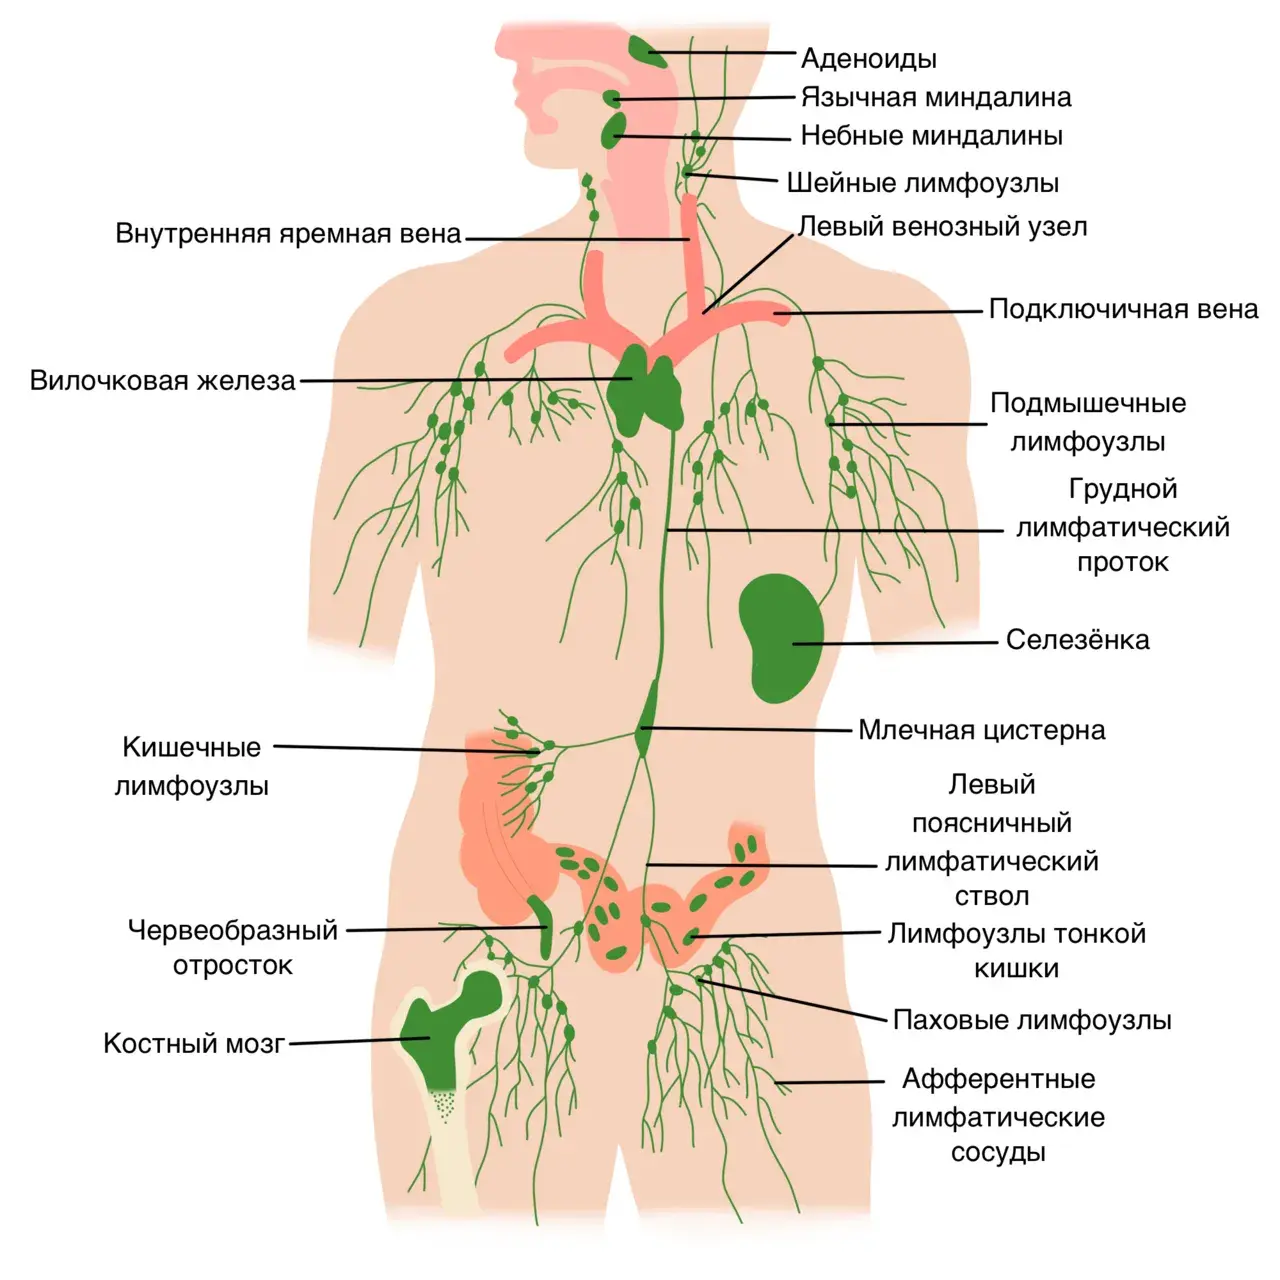 Аденоиды
Язычная миндалина
Небные миндалины
Шейные лимфоузлы
Левый венозный узел
Внутренняя яремная вена
Подключичная вена
Вилочковая железа
Подмышечные
лимфоузлы
Грудной
лимфатический
проток
Селезёнка
Млечная цистерна
Кишечные
лимфоузлы
Левый
поясничный
лимфатический
ствол
Червеобразный
отросток
Лимфоузлы тонкой
кишки
Паховые лимфоузлы
Костный мозг
Афферентные
лимфатические
сосуды